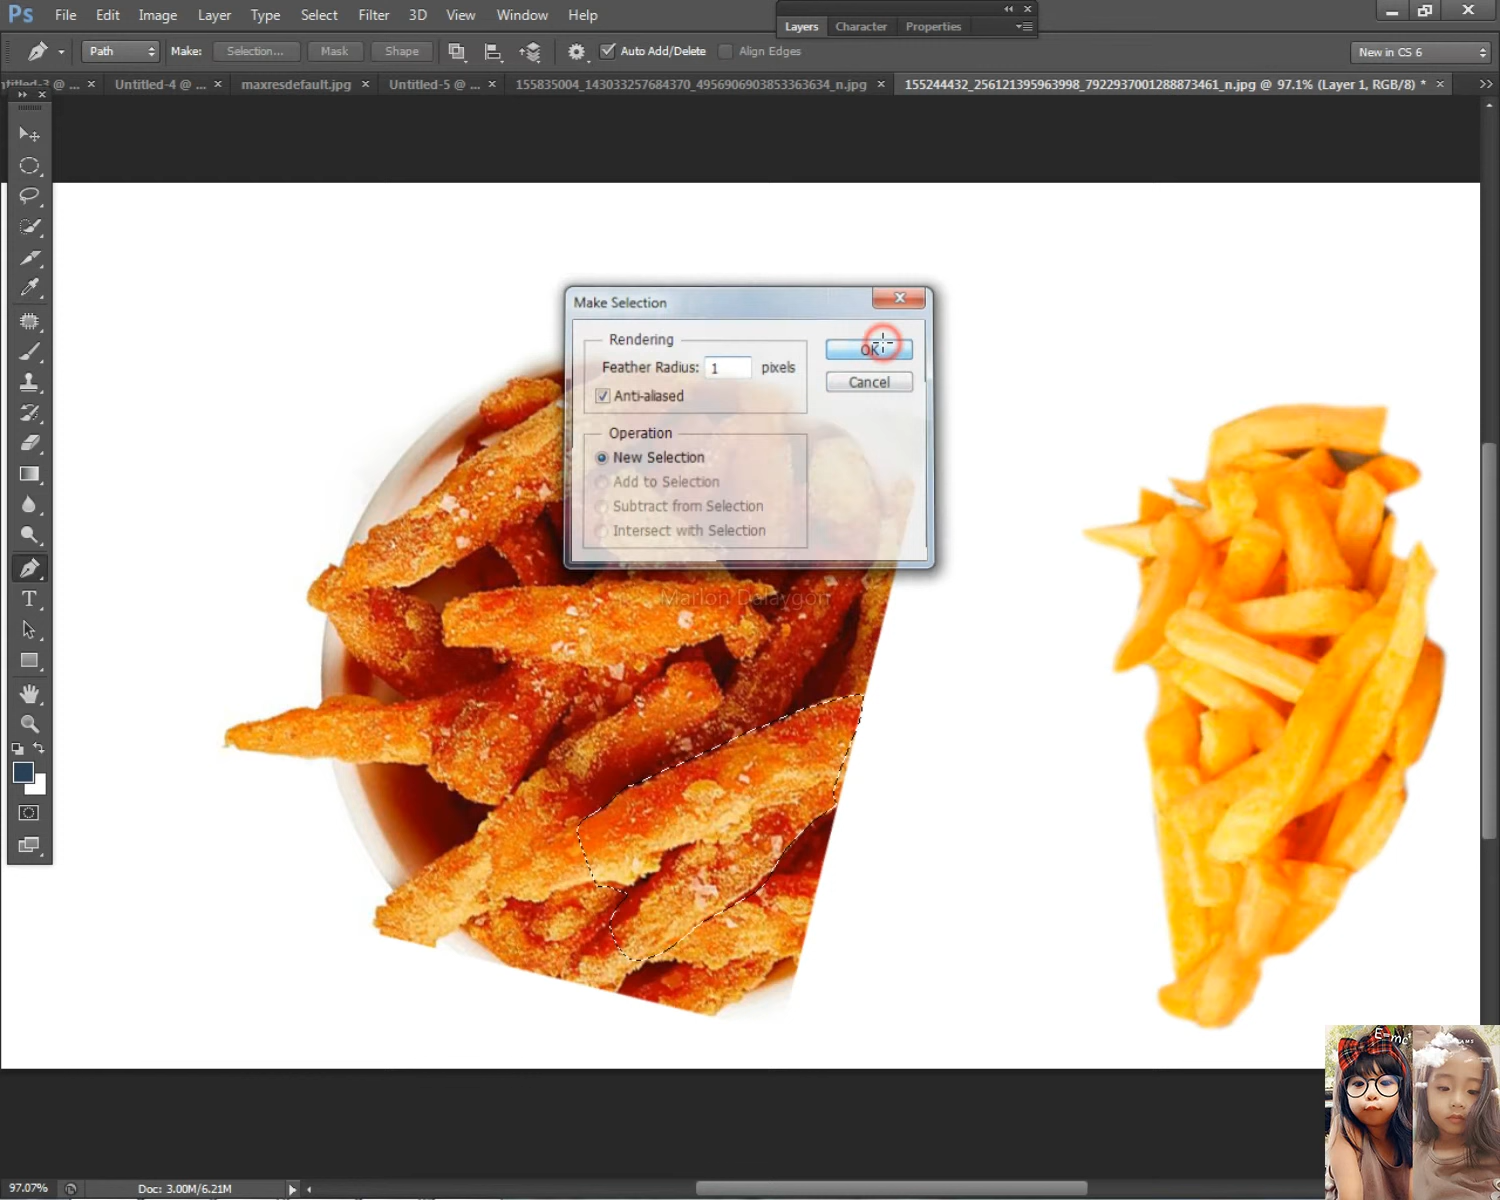 Ps File Edit Image Layer Type Select Filter 3D View Window Help
Layers Character Properties
Path Make: Selection... Mask Shape Auto Add/Delete Align Edges New in CS 6
ntitled-3 @ ... × Untitled-4 @ ... × maxresdefault.jpg × Untitled-5 @ ... × 155835004_143033257684370_4956906903853363634_n.jpg × 155244432_256121395963998_7922937001288873461_n.jpg @ 97.1% (Layer 1, RGB/8) * ×
Make Selection
Rendering
OK
Feather Radius: 1 pixels
Cancel
Anti-aliased
Operation
New Selection
Add to Selection
Subtract from Selection
Intersect with Selection
Marlon Dulaygon
T
E=mc²
97.07% Doc: 3.00M/6.21M